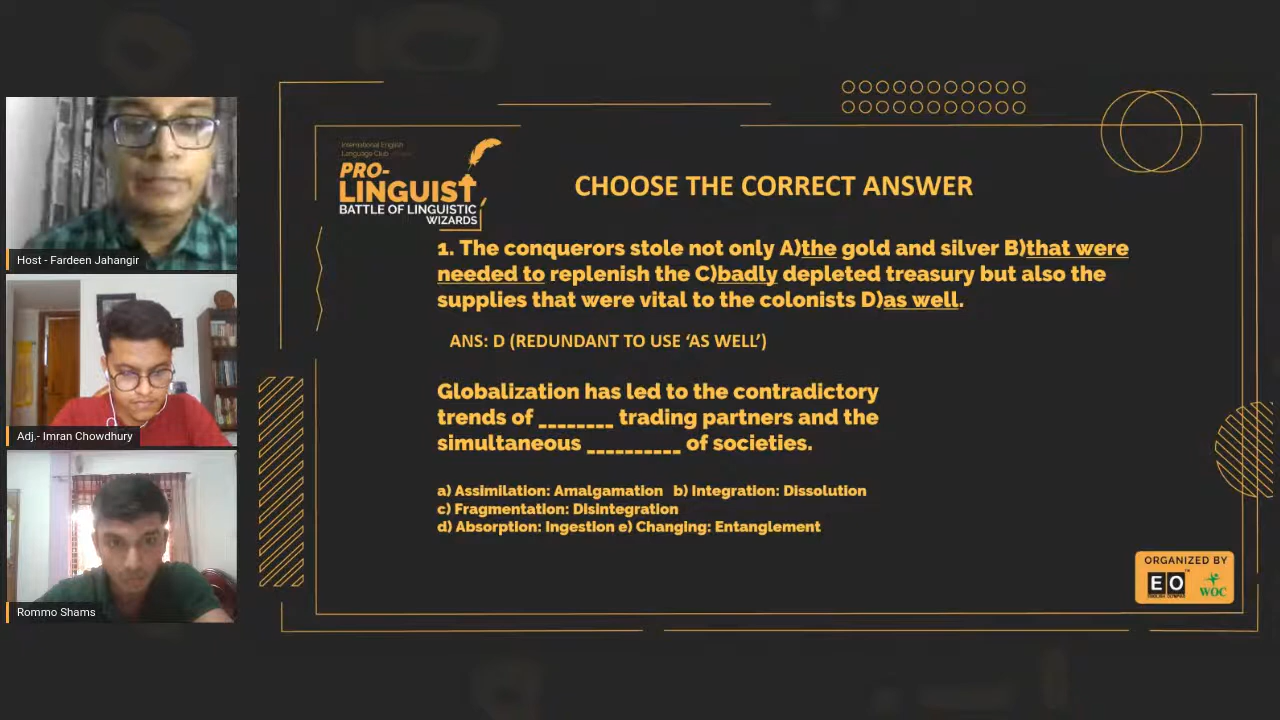 Host - Fardeen Jahangir
Adj.- Imran Chowdhury
Rommo Shams
International English
Language Club
PRO-
LINGUIST
BATTLE OF LINGUISTIC
WIZARDS
CHOOSE THE CORRECT ANSWER
1. The conquerors stole not only A)the gold and silver B)that were
needed to replenish the C)badly depleted treasury but also the
supplies that were vital to the colonists D)as well.
ANS: D (REDUNDANT TO USE ‘AS WELL’)
Globalization has led to the contradictory
trends of ________ trading partners and the
simultaneous __________ of societies.
a) Assimilation: Amalgamation b) Integration: Dissolution
c) Fragmentation: Disintegration
d) Absorption: Ingestion e) Changing: Entanglement
ORGANIZED BY
EO
WOC